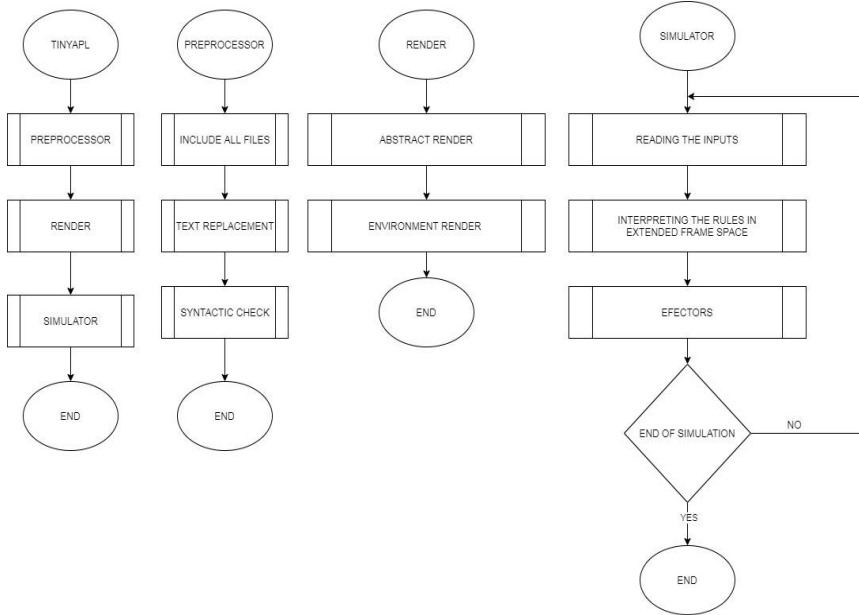 TINYAPL
PREPROCESSOR
RENDER
SIMULATOR
END
PREPROCESSOR
INCLUDE ALL FILES
TEXT REPLACEMENT
SYNTACTIC CHECK
END
RENDER
ABSTRACT RENDER
ENVIRONMENT RENDER
END
SIMULATOR
READING THE INPUTS
INTERPRETING THE RULES IN
EXTENDED FRAME SPACE
EFECTORS
END OF SIMULATION
NO
YES
END